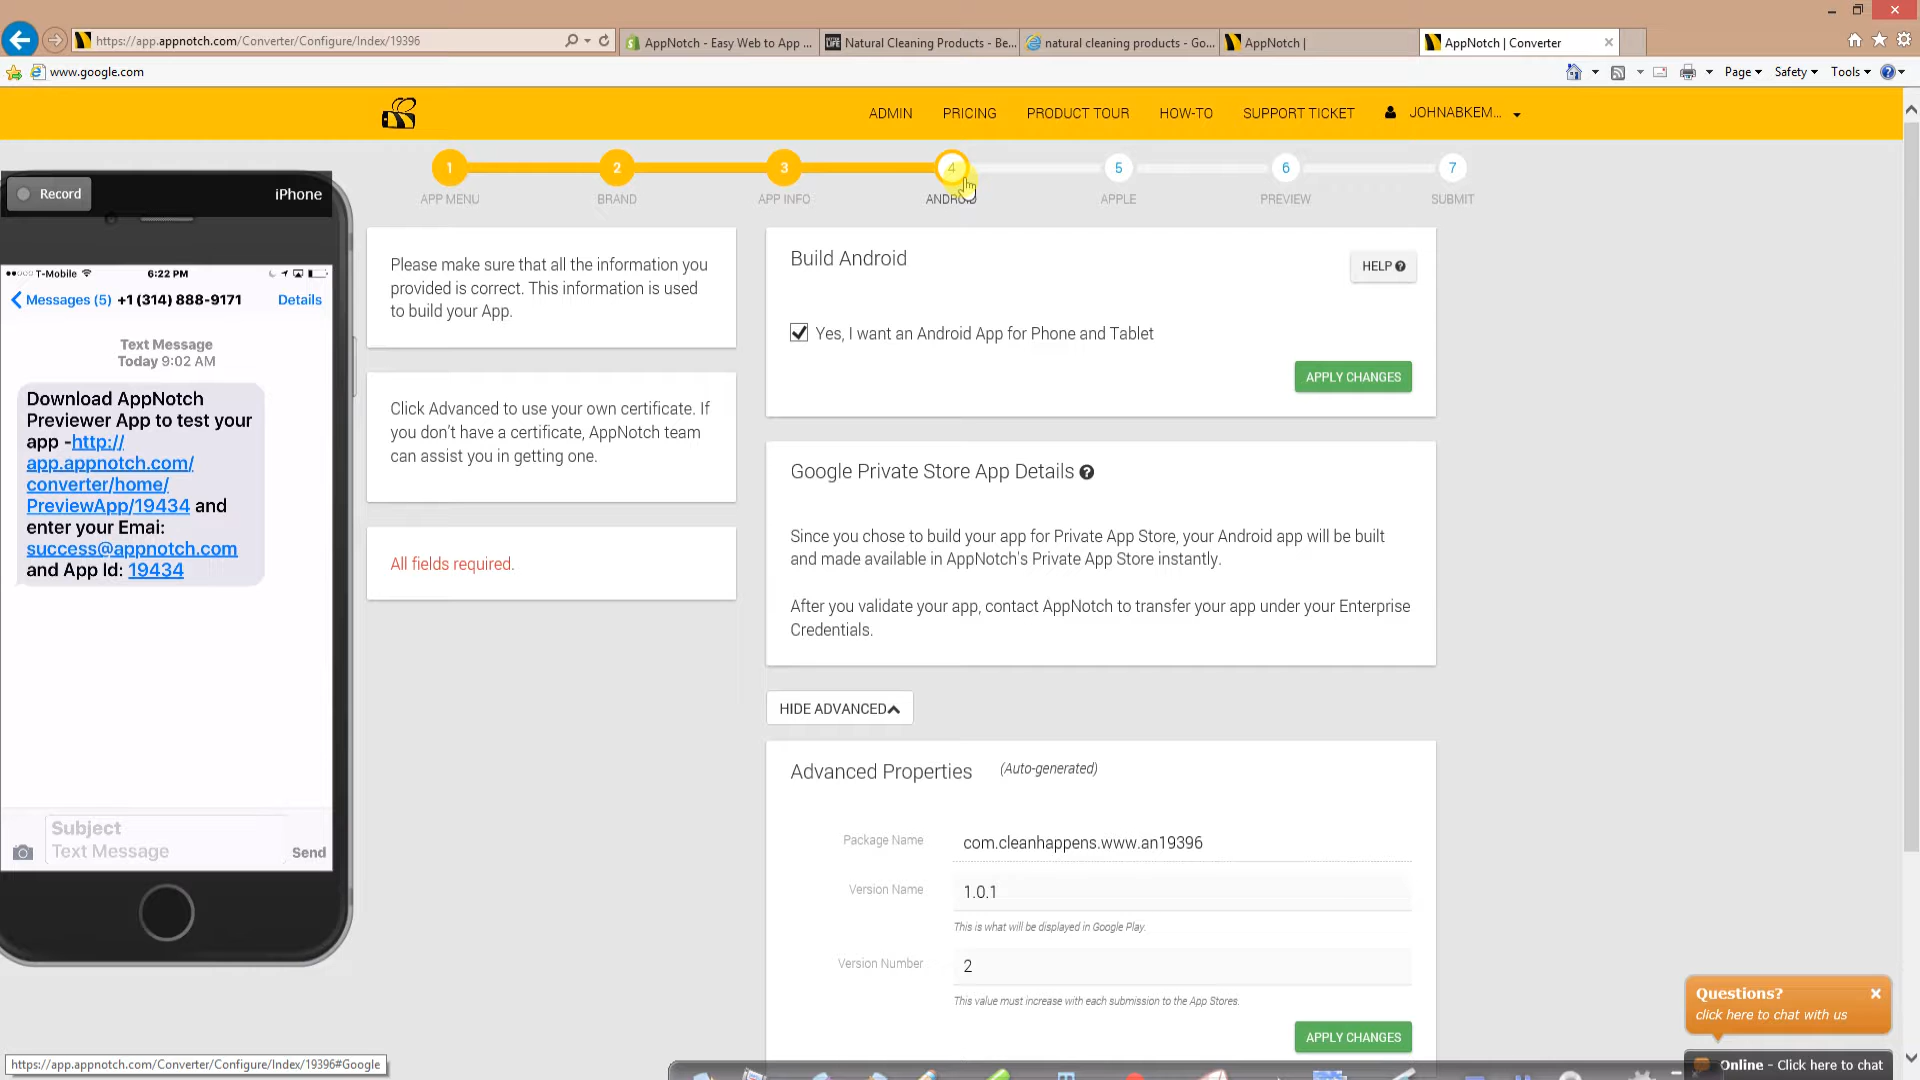 https://app.appnotch.com/Converter/Configure/Index/19396
AppNotch - Easy Web to App ...
Natural Cleaning Products - Be...
natural cleaning products - Go...
AppNotch |
AppNotch | Converter
www.google.com
Page
Safety
Tools
ADMIN
PRICING
PRODUCT TOUR
HOW-TO
SUPPORT TICKET
JOHNABKEM...
1
2
3
4
5
6
7
APP MENU
BRAND
APP INFO
ANDROID
APPLE
PREVIEW
SUBMIT
Record
iPhone
T-Mobile
6:22 PM
Messages (5)
+1 (314) 888-9171
Details
Text Message
Today 9:02 AM
Download AppNotch
Previewer App to test your
app -http://
app.appnotch.com/
converter/home/
PreviewApp/19434 and
enter your Emai:
success@appnotch.com
and App Id: 19434
Subject
Text Message
Send
Please make sure that all the information you
provided is correct. This information is used
to build your App.
Click Advanced to use your own certificate. If
you don't have a certificate, AppNotch team
can assist you in getting one.
All fields required.
Build Android
HELP ?
Yes, I want an Android App for Phone and Tablet
APPLY CHANGES
Google Private Store App Details ?
Since you chose to build your app for Private App Store, your Android app will be built
and made available in AppNotch's Private App Store instantly.
After you validate your app, contact AppNotch to transfer your app under your Enterprise
Credentials.
HIDE ADVANCED
Advanced Properties (Auto-generated)
Package Name
com.cleanhappens.www.an19396
Version Name
1.0.1
This is what will be displayed in Google Play.
Version Number
2
This value must increase with each submission to the App Stores.
APPLY CHANGES
Questions?
click here to chat with us
Online - Click here to chat
https://app.appnotch.com/Converter/Configure/Index/19396#Google